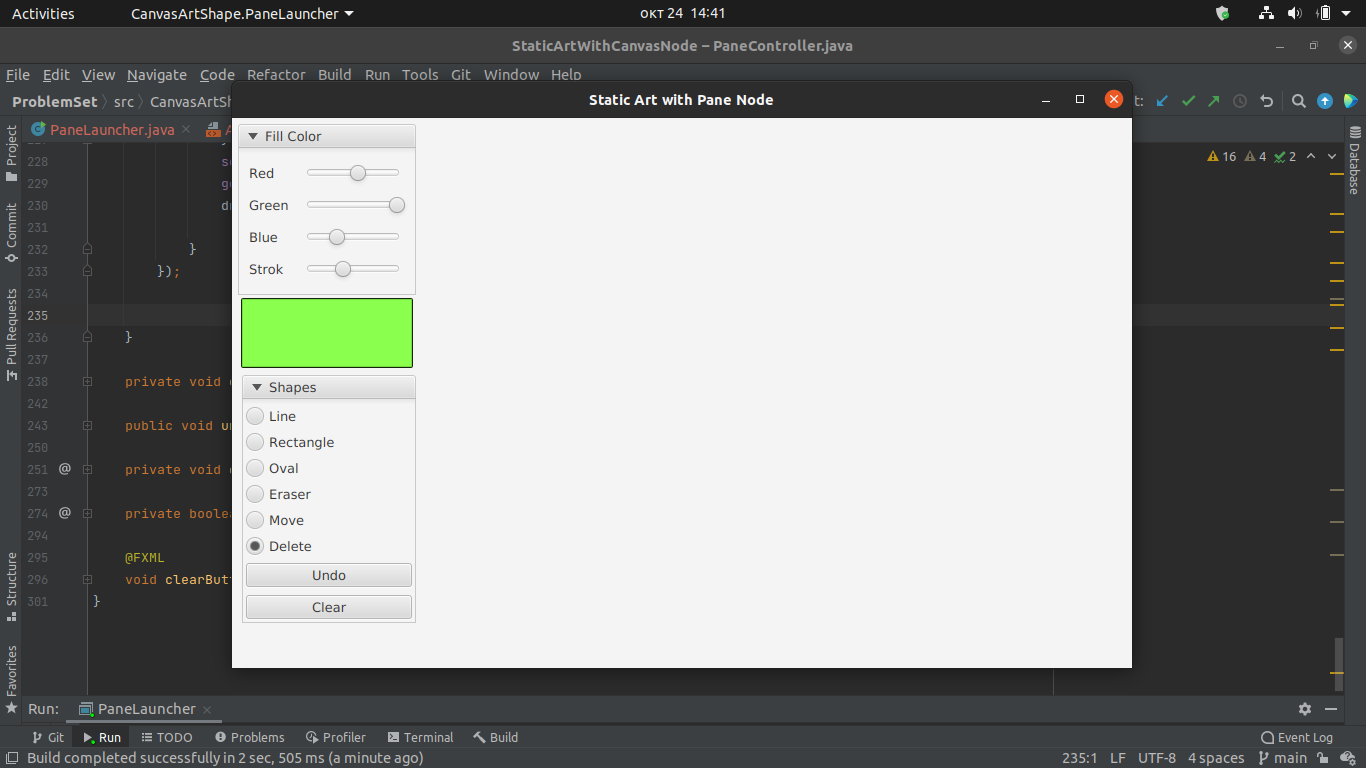 Activities CanvasArtShape.PaneLauncher окт 24 14:41
StaticArtWithCanvasNode – PaneController.java
File Edit View Navigate Code Refactor Build Run Tools Git Window Help
ProblemSet src CanvasArtSh
Static Art with Pane Node
PaneLauncher.java
16 4 2
Project
Commit
Pull Requests
Structure
Favorites
Database
228
229
230
231
232 }
233 });
234
235
236 }
237
238 private void
242
243 public void u
250
251 @ private void
273
274 @ private boolea
294
295 @FXML
296 void clearBut
301 }
Fill Color
Red
Green
Blue
Strok
Shapes
Line
Rectangle
Oval
Eraser
Move
Delete
Undo
Clear
Run: PaneLauncher
Git Run TODO Problems Profiler Terminal Build Event Log
Build completed successfully in 2 sec, 505 ms (a minute ago) 235:1 LF UTF-8 4 spaces main